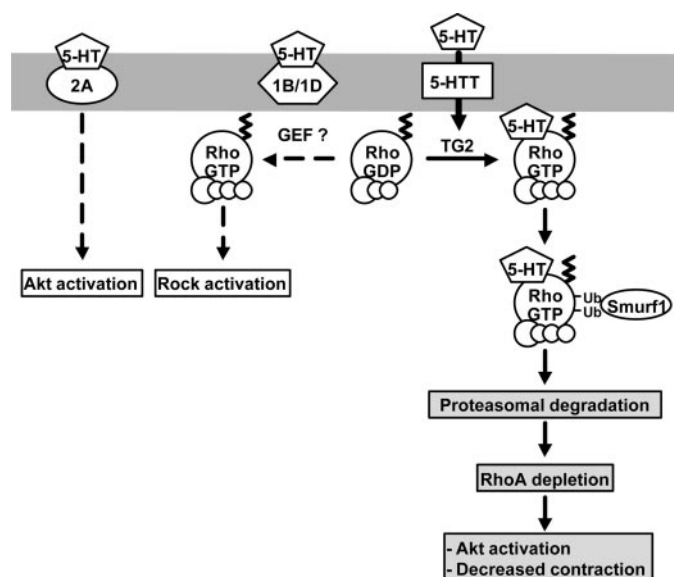 5-HT
2A
5-HT
1B/1D
5-HT
5-HTT
5-HT
GEF ?
Rho
GTP
Rho
GDP
TG2
Rho
GTP
Akt activation
Rock activation
5-HT
Rho
GTP
Ub
Ub
Smurf1
Proteasomal degradation
RhoA depletion
- Akt activation
- Decreased contraction